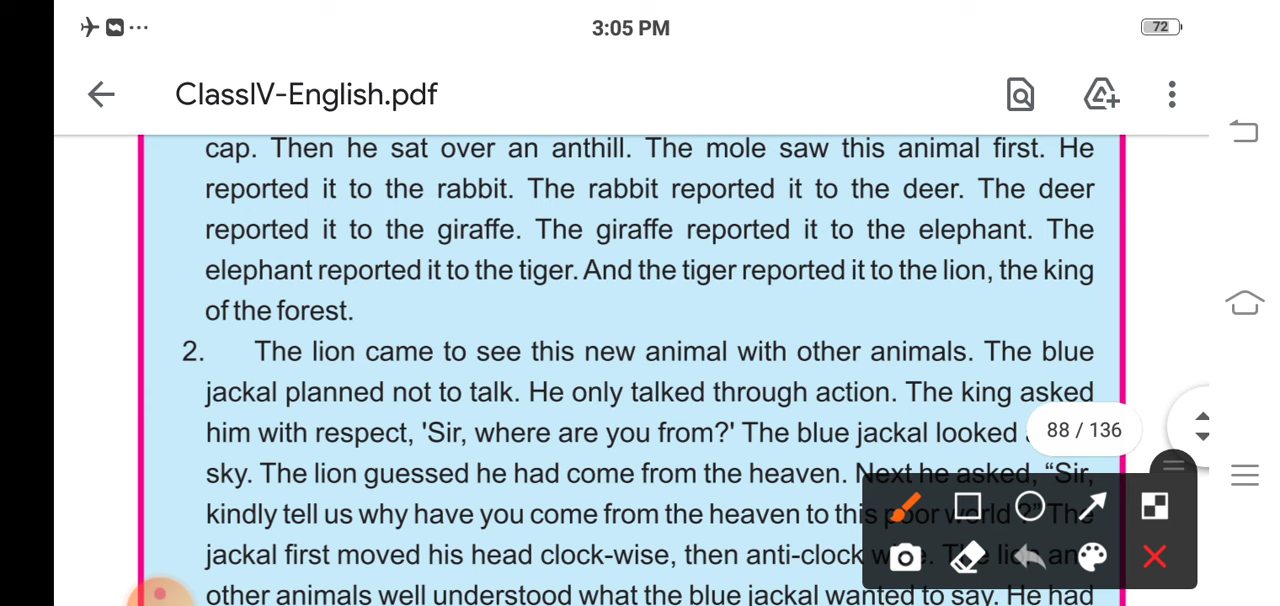 3:05 PM
72
ClassIV-English.pdf
cap. Then he sat over an anthill. The mole saw this animal first. He
reported it to the rabbit. The rabbit reported it to the deer. The deer
reported it to the giraffe. The giraffe reported it to the elephant. The
elephant reported it to the tiger. And the tiger reported it to the lion, the king
of the forest.
2. The lion came to see this new animal with other animals. The blue
jackal planned not to talk. He only talked through action. The king asked
him with respect, 'Sir, where are you from?' The blue jackal looked
88 / 136
sky. The lion guessed he had come from the heaven. Next he asked, “Sir,
kindly tell us why have you come from the heaven to this poor world ?” The
jackal first moved his head clock-wise, then anti-clock
other animals well understood what the blue jackal wanted to say. He had